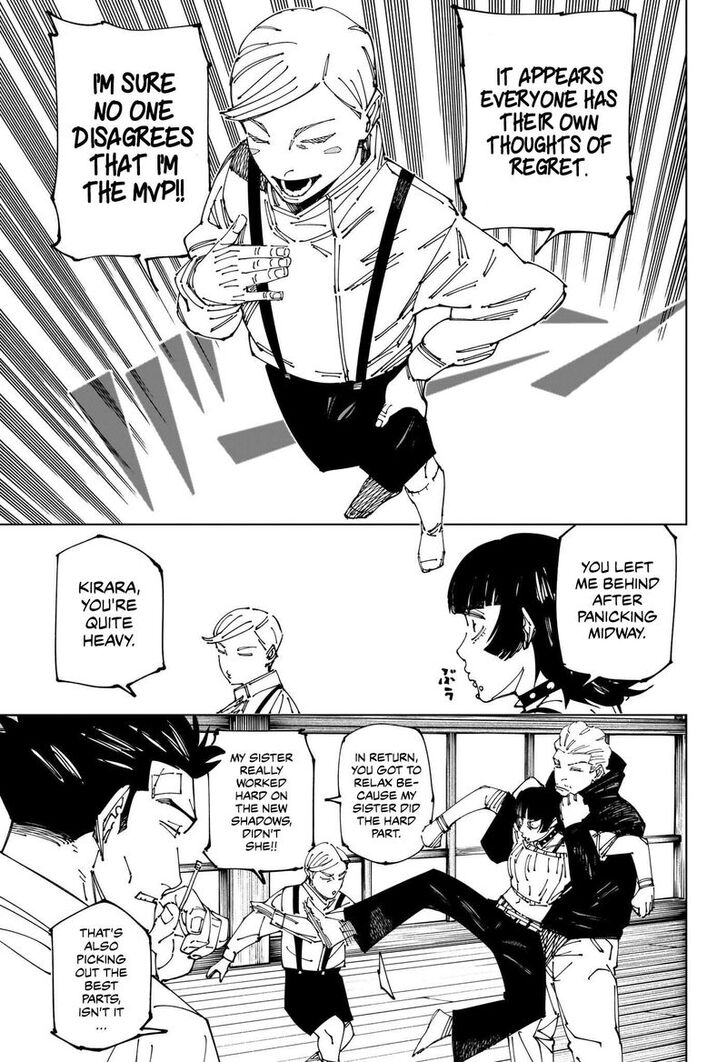 IT APPEARS
EVERYONE HAS
THEIR OWN
THOUGHTS OF
REGRET.
I'M SURE
NO ONE
DISAGREES
THAT I'M
THE MVP!!
YOU LEFT
ME BEHIND
AFTER
PANICKING
MIDWAY.
ぶぅ
KIRARA,
YOU'RE
QUITE
HEAVY.
IN RETURN,
YOU GOT TO
RELAX BE-
CAUSE MY
SISTER DID
THE HARD
PART.
MY SISTER
REALLY
WORKED
HARD ON
THE NEW
SHADOWS,
DIDN'T
SHE!!
THAT'S
ALSO
PICKING
OUT THE
BEST
PARTS,
ISN'T IT
...